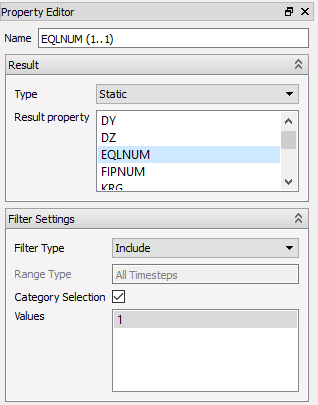 Property Editor
Name EQLNUM (1..1)
Result
Type Static
Result property DY
DZ
EQLNUM
FIPNUM
KRG
Filter Settings
Filter Type Include
Range Type All Timesteps
Category Selection
Values 1